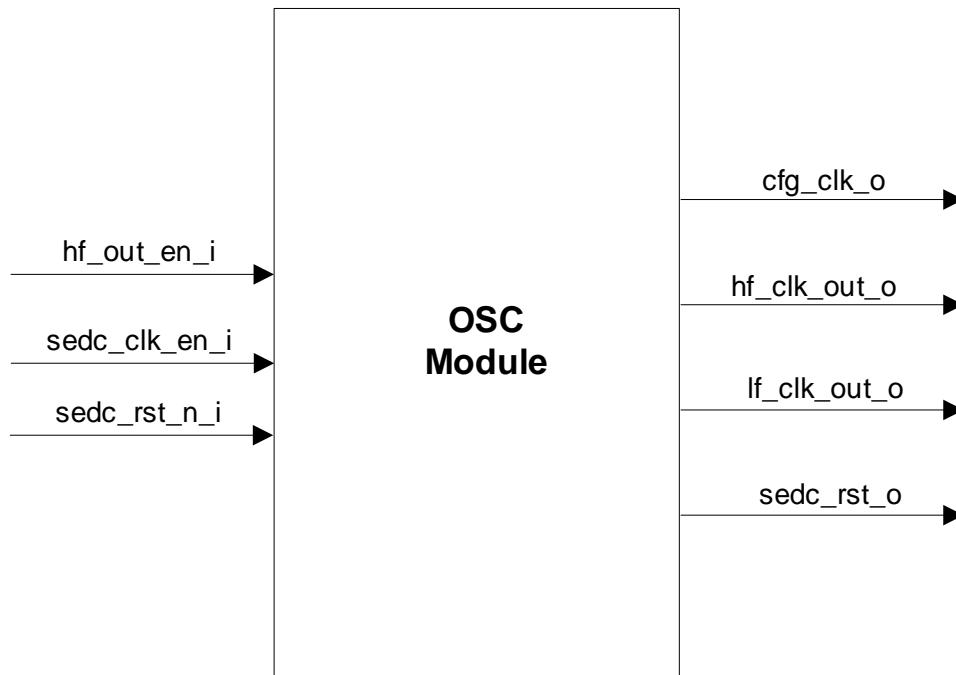 hf_out_en_i
sedc_clk_en_i
sedc_rst_n_i
OSC
Module
cfg_clk_o
hf_clk_out_o
lf_clk_out_o
sedc_rst_o